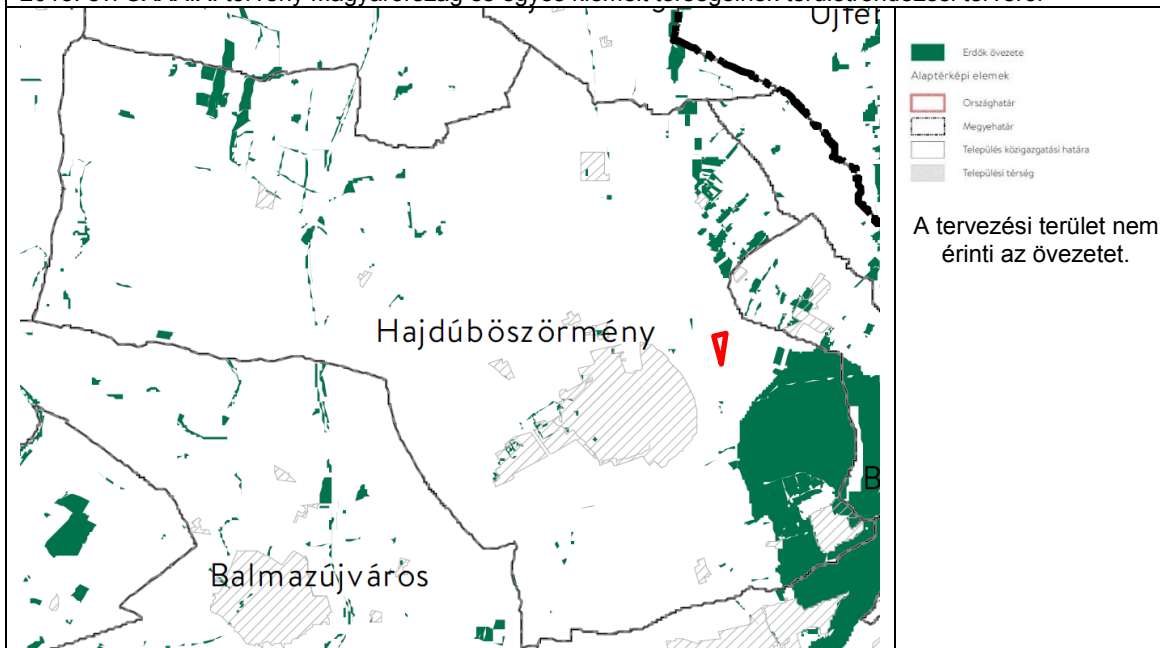 Újfe
Erdők övezete
Alaptérképi elemek
Országhatár
Megyehatár
Település közigazgatási határa
Települési térség
A tervezési terület nem
érinti az övezetet.
Hajdúböszörmény
B
Balmazújváros